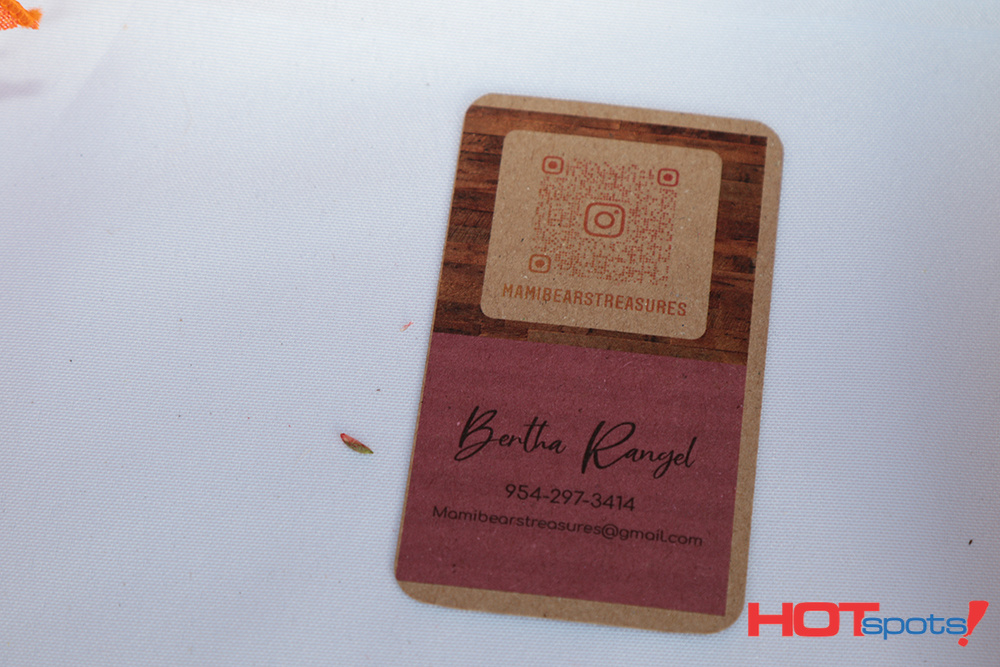 MAMIBEARSTREASURES
Bertha Rangel
954-297-3414
Mamibearstreasures@gmail.com
HOTspots!